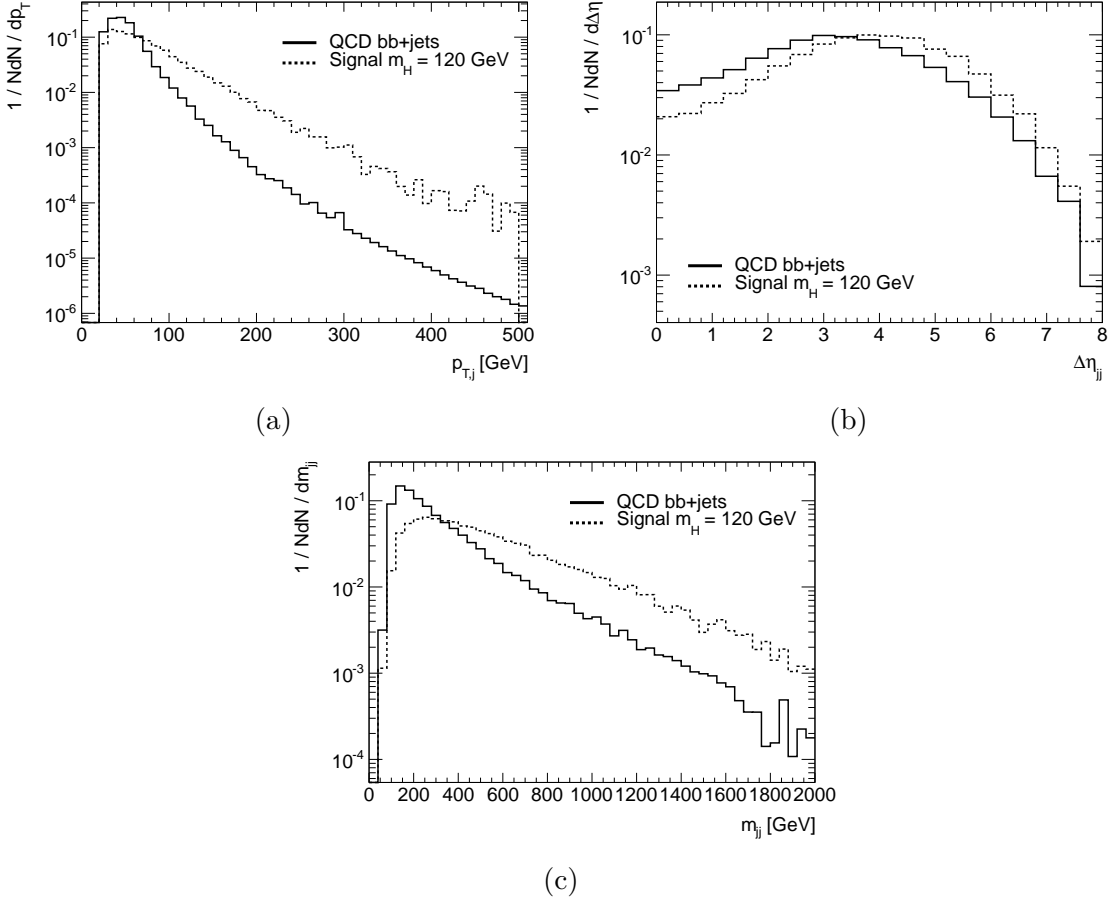 1 / NdN / dp_T
10^-1
10^-2
10^-3
10^-4
10^-5
10^-6
QCD bb+jets
Signal m_H = 120 GeV
0 100 200 300 400 500
p_T,j [GeV]
(a)
1 / NdN / dΔη
10^-1
10^-2
10^-3
QCD bb+jets
Signal m_H = 120 GeV
0 1 2 3 4 5 6 7 8
Δη_jj
(b)
1 / NdN / dm_jj
10^-1
10^-2
10^-3
10^-4
QCD bb+jets
Signal m_H = 120 GeV
0 200 400 600 800 1000 1200 1400 1600 1800 2000
m_jj [GeV]
(c)